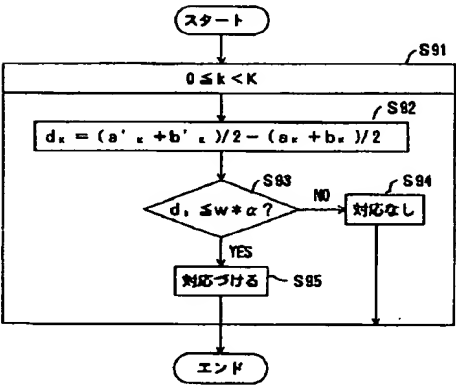 スタート
S91
0≦k<K
S92
dₖ = (a'ₖ + b'ₖ)/2 − (aₖ + bₖ)/2
S93
dₖ ≦ w * α ?
NO
S94
対応なし
YES
対応づける
S95
エンド